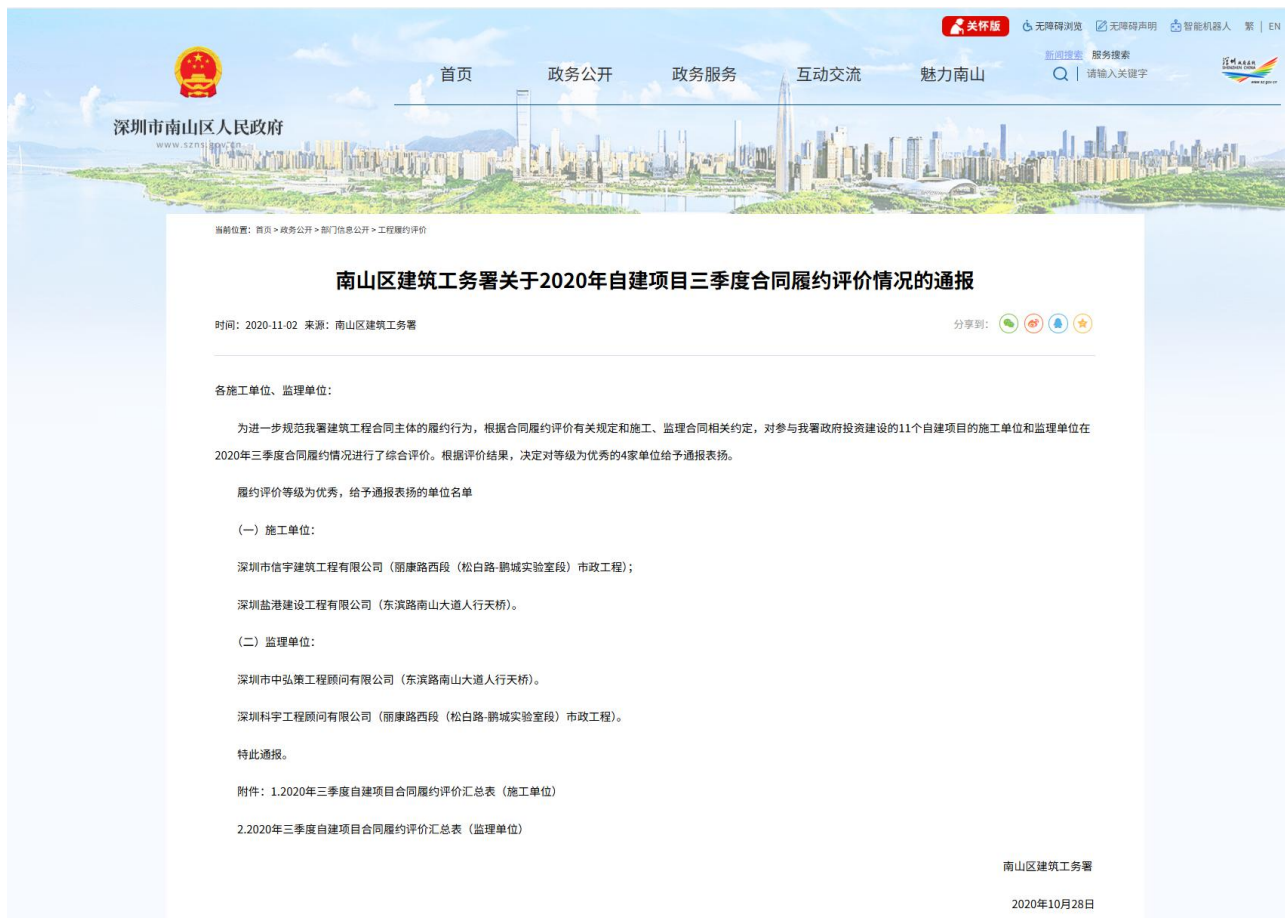 关怀版 无障碍浏览 无障碍声明 智能机器人 繁 | EN
新闻搜索 服务搜索
首页 政务公开 政务服务 互动交流 魅力南山 请输入关键字
深圳市南山区人民政府
www.szns.gov.cn
当前位置：首页 > 政务公开 > 部门信息公开 > 工程履约评价
南山区建筑工务署关于2020年自建项目三季度合同履约评价情况的通报
时间：2020-11-02 来源：南山区建筑工务署 分享到：
各施工单位、监理单位：
为进一步规范我署建筑工程合同主体的履约行为，根据合同履约评价有关规定和施工、监理合同相关约定，对参与我署政府投资建设的11个自建项目的施工单位和监理单位在
2020年三季度合同履约情况进行了综合评价。根据评价结果，决定对等级为优秀的4家单位给予通报表扬。
履约评价等级为优秀，给予通报表扬的单位名单
（一）施工单位：
深圳市信宇建筑工程有限公司（丽康路西段（松白路-鹏城实验室段）市政工程）；
深圳盐港建设工程有限公司（东滨路南山大道人行天桥）。
（二）监理单位：
深圳市中弘策工程顾问有限公司（东滨路南山大道人行天桥）。
深圳科宇工程顾问有限公司（丽康路西段（松白路-鹏城实验室段）市政工程）。
特此通报。
附件：1.2020年三季度自建项目合同履约评价汇总表（施工单位）
2.2020年三季度自建项目合同履约评价汇总表（监理单位）
南山区建筑工务署
2020年10月28日